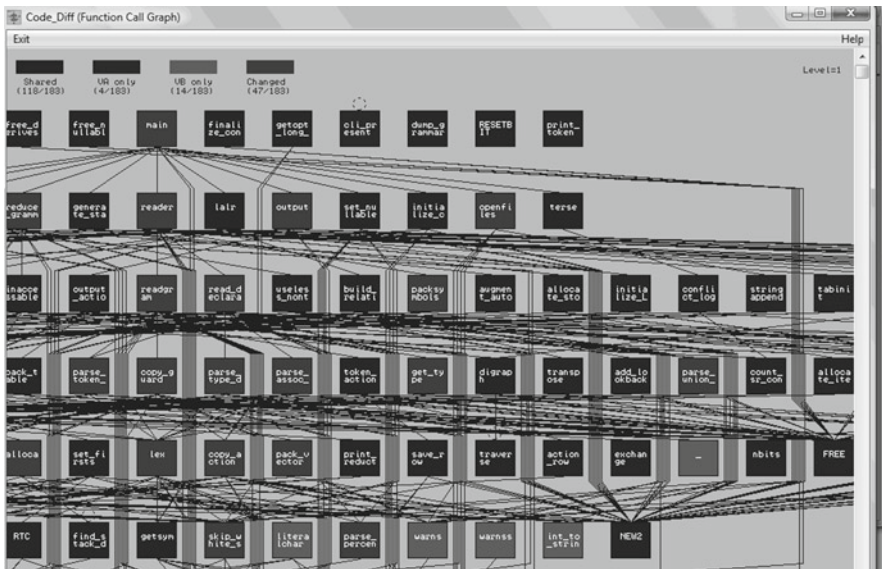 Code_Diff (Function Call Graph)
Exit Help
Shared VA only VB only Changed
(118/183) (4/183) (14/183) (47/183)
Level=1
free_d free_n main finali getopt cli_pr dump_g RESETB print_
erives ullabl ze_con _long_ esent rammar IT token
reduce genera reader lalr output set_nu initia openfi terse
_gramm te_sta llable lize_c les
inacce output readgr read_d useles build_ packsy augmen alloca initia confli string tabini
ssable _actio am eclara s_nont relati mbols t_auto te_sto lize_L ct_log append t
pack_t parse_ copy_g parse_ parse_ token_ get_ty digrap transp add_lo parse_ count_ alloca
able token_ uard type_d assoc_ action pe h ose okback union_ sr_con te_ite
alloca set_fi lex copy_a pack_v print_ save_r traver action exchan _ nbits FREE
rsts ction ector reduct ow se _row ge
RTC find_s getsym skip_w litera parse_ warns warnss int_to NEW2
tack_d hite_s lchar percen _strin